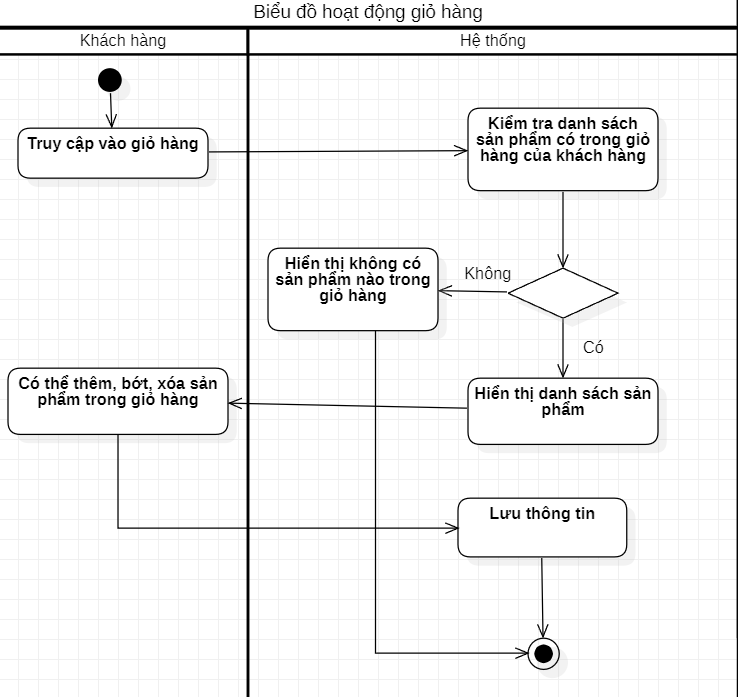 Biểu đồ hoạt động giỏ hàng
Khách hàng
Hệ thống
Truy cập vào giỏ hàng
Kiểm tra danh sách
sản phẩm có trong giỏ
hàng của khách hàng
Hiển thị không có
sản phẩm nào trong
giỏ hàng
Không
Có
Có thể thêm, bớt, xóa sản
phẩm trong giỏ hàng
Hiển thị danh sách sản
phẩm
Lưu thông tin